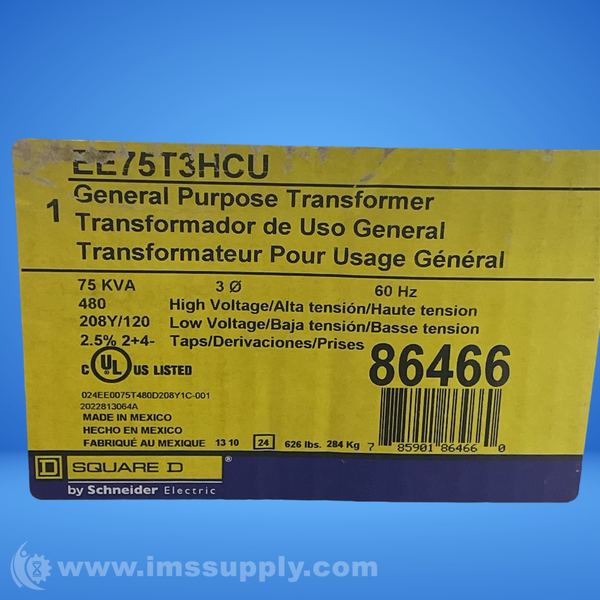 EE75T3HCU
1
General Purpose Transformer
Transformador de Uso General
Transformateur Pour Usage Général
75 KVA 3 Ø 60 Hz
480 High Voltage/Alta tensión/Haute tension
208Y/120 Low Voltage/Baja tensión/Basse tension
2.5% 2+4- Taps/Derivaciones/Prises
86466
C UL US LISTED
024EE0075T480D208Y1C-001
2022813064A
MADE IN MEXICO
HECHO EN MEXICO
FABRIQUÉ AU MEXIQUE 13 10 24 626 lbs. 284 Kg 7 85901 86466 0
SQUARE D ®
by Schneider Electric
www.imssupply.com